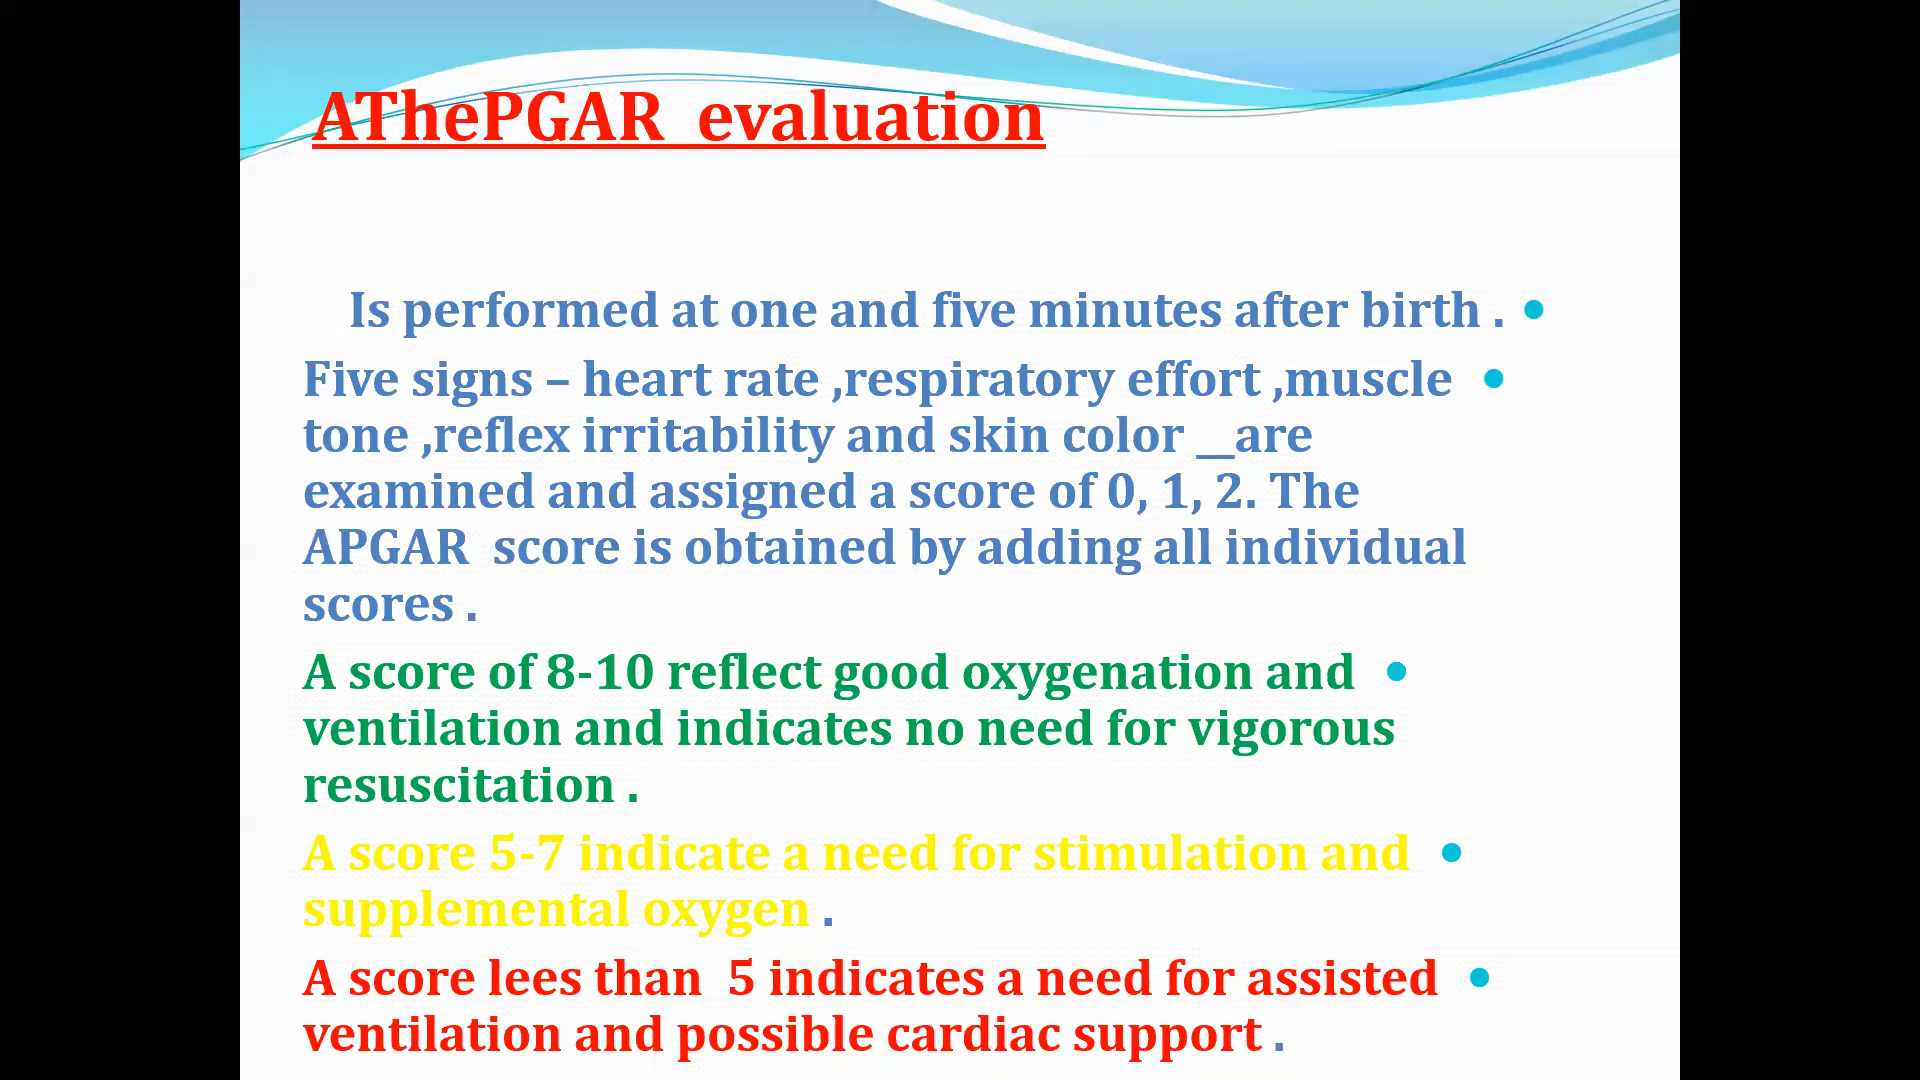 AThePGAR  evaluation
Is performed at one and five minutes after birth . •
Five signs – heart rate ,respiratory effort ,muscle •
tone ,reflex irritability and skin color __are
examined and assigned a score of 0, 1, 2. The
APGAR  score is obtained by adding all individual
scores .
A score of 8-10 reflect good oxygenation and •
ventilation and indicates no need for vigorous
resuscitation .
A score 5-7 indicate a need for stimulation and •
supplemental oxygen .
A score lees than  5 indicates a need for assisted •
ventilation and possible cardiac support .